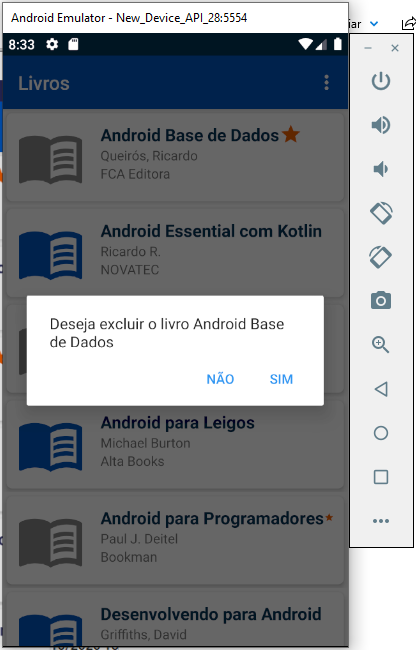 Android Emulator - New_Device_API_28:5554
iar
8:33
Livros
Android Base de Dados
Queirós, Ricardo
FCA Editora
Android Essential com Kotlin
Ricardo R.
NOVATEC
Deseja excluir o livro Android Base
de Dados
NÃO
SIM
Android para Leigos
Michael Burton
Alta Books
Android para Programadores
Paul J. Deitel
Bookman
Desenvolvendo para Android
Griffiths, David